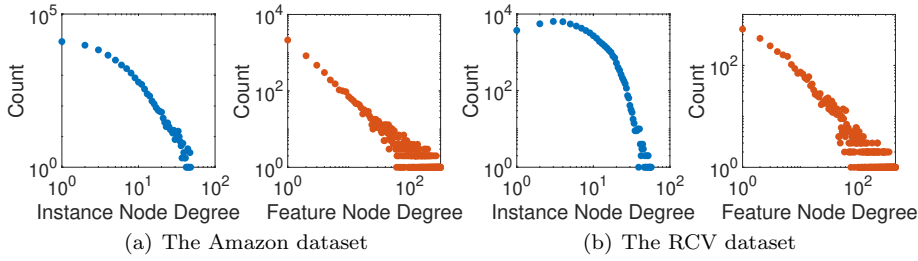 10^5
10^0
Count
10^0 10^1 10^2
Instance Node Degree
10^4
10^2
10^0
Count
10^0 10^2
Feature Node Degree
(a) The Amazon dataset
10^4
10^2
10^0
Count
10^0 10^1 10^2
Instance Node Degree
10^2
10^0
Count
10^0 10^2
Feature Node Degree
(b) The RCV dataset